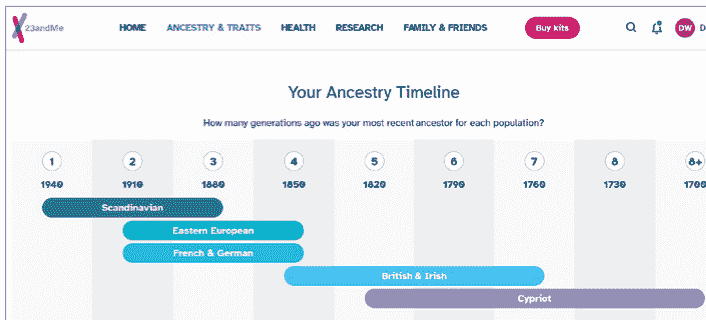 23andMe HOME ANCESTRY & TRAITS HEALTH RESEARCH FAMILY & FRIENDS Buy kits DW D
Your Ancestry Timeline
How many generations ago was your most recent ancestor for each population?
1 2 3 4 5 6 7 8 8+
1940 1910 1880 1850 1820 1790 1760 1730 1700
Scandinavian
Eastern European
French & German
British & Irish
Cypriot